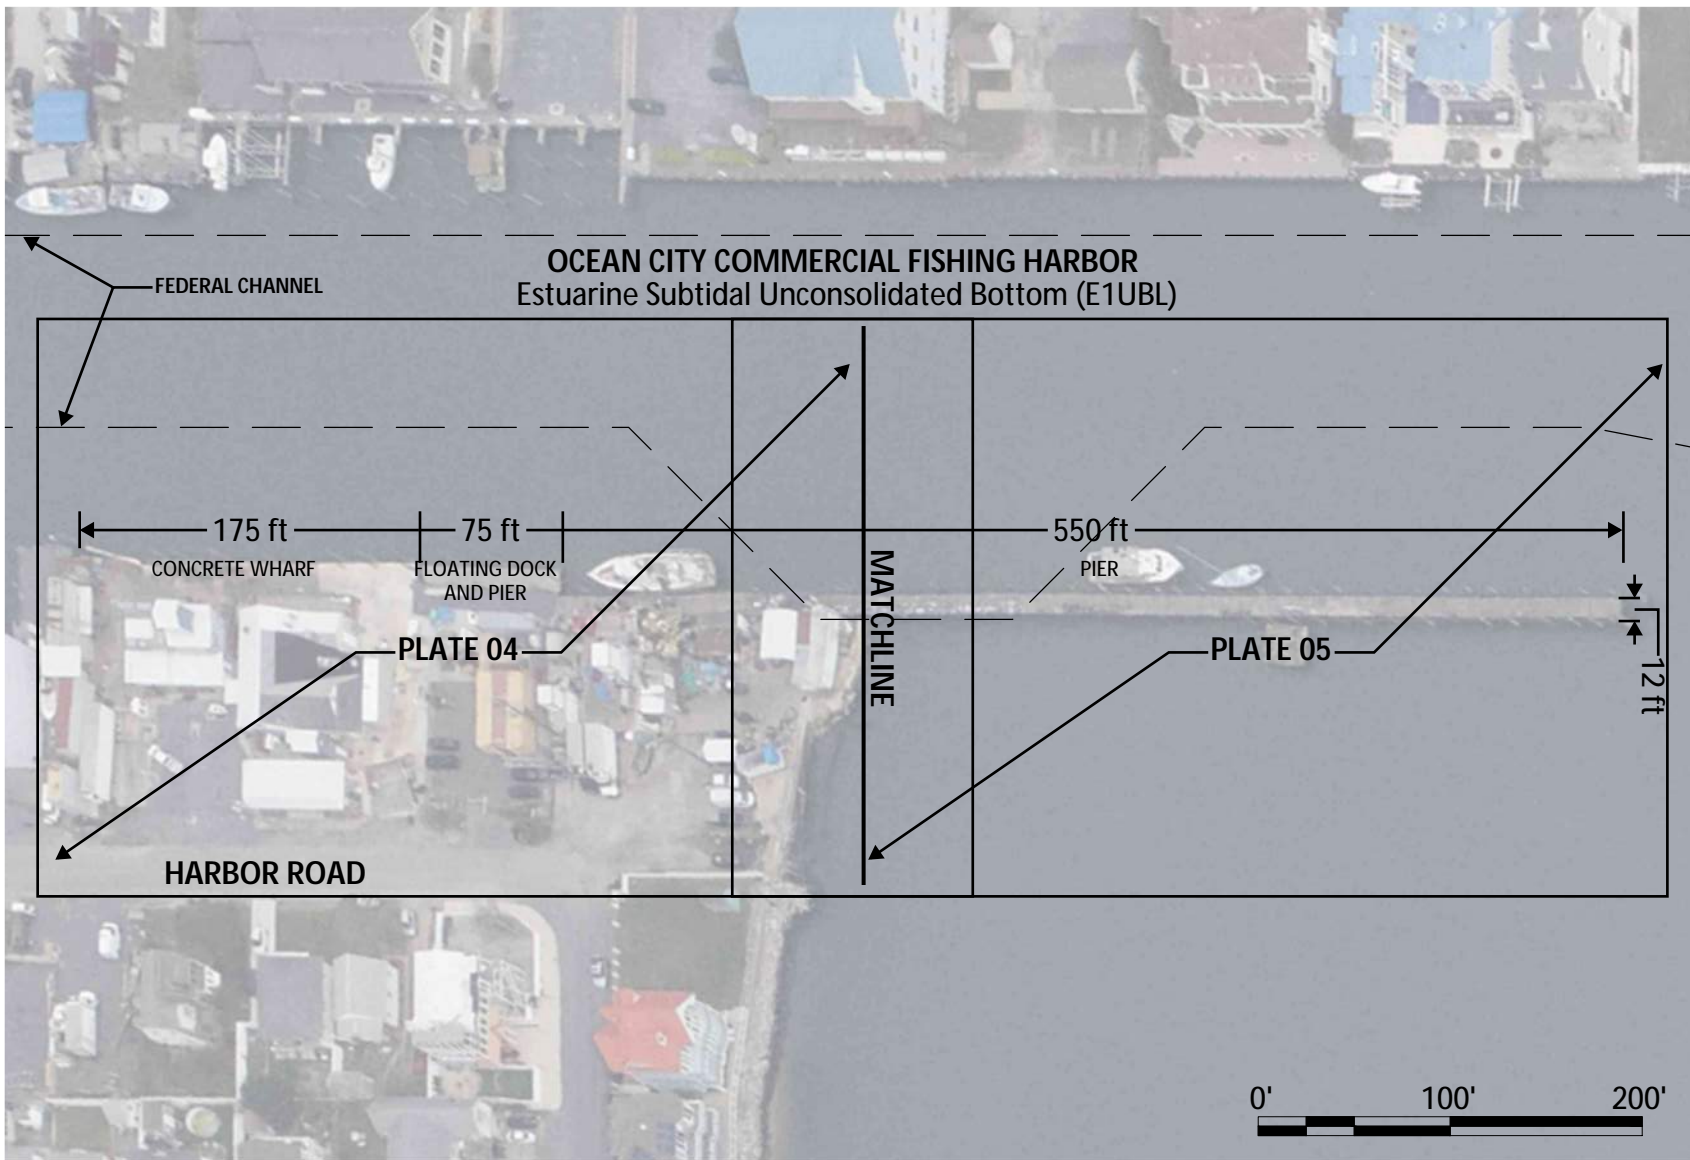 OCEAN CITY COMMERCIAL FISHING HARBOR
Estuarine Subtidal Unconsolidated Bottom (E1UBL)
FEDERAL CHANNEL
175 ft
CONCRETE WHARF
75 ft
FLOATING DOCK
AND PIER
550 ft
PIER
MATCHLINE
PLATE 04
PLATE 05
12 ft
HARBOR ROAD
0'
100'
200'